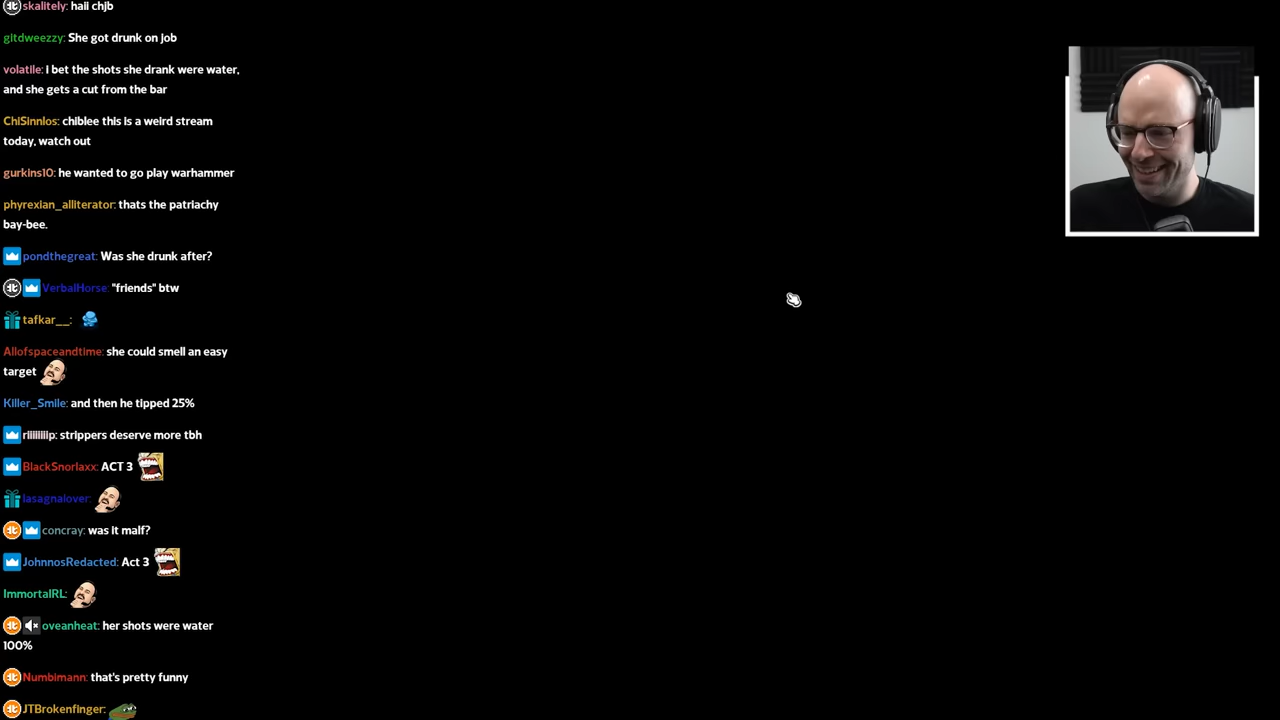 skalitely: haii chjb
gitdweezzy: She got drunk on job
volatile: I bet the shots she drank were water,
and she gets a cut from the bar
ChiSinnlos: chiblee this is a weird stream
today, watch out
gurkins10: he wanted to go play warhammer
phyrexian_alliterator: thats the patriachy
bay-bee.
pondthegreat: Was she drunk after?
VerbalHorse: "friends" btw
tafkar__:
Allofspaceandtime: she could smell an easy
target
Killer_Smile: and then he tipped 25%
riiiiiiiip: strippers deserve more tbh
BlackSnorlaxx: ACT 3
lasagnalover:
concray: was it malf?
JohnnosRedacted: Act 3
ImmortalRL:
oveanheat: her shots were water
100%
Numbimann: that's pretty funny
JTBrokenfinger: